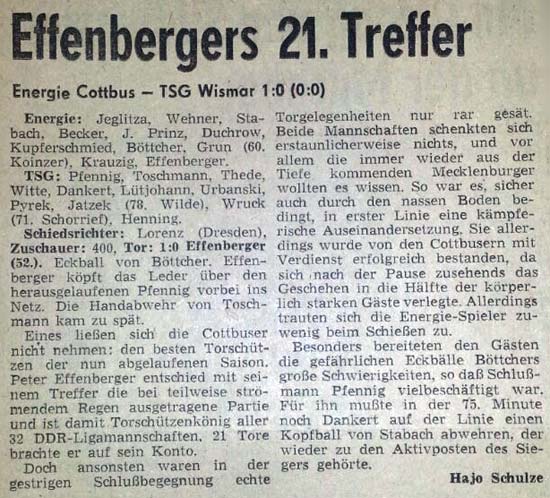 Effenbergers 21. Treffer
Energie Cottbus — TSG Wismar 1:0 (0:0)
Energie: Jeglitza, Wehner, Sta-
bach, Becker, J. Prinz, Duchrow,
Kupferschmied, Böttcher, Grun (60.
Koinzer), Krauzig, Effenberger.
TSG: Pfennig, Toschmann, Thede,
Witte, Dankert, Lütjohann, Urbanski,
Pyrek, Jatzek (78. Wilde), Wruck
(71. Schorrief), Henning.
Schiedsrichter: Lorenz (Dresden),
Zuschauer: 400, Tor: 1:0 Effenberger
(52.). Eckball von Böttcher. Effen-
berger köpft das Leder über den
herausgelaufenen Pfennig vorbei ins
Netz. Die Handabwehr von Tosch-
mann kam zu spät.
Eines ließen sich die Cottbuser
nicht nehmen: den besten Torschüt-
zen der nun abgelaufenen Saison.
Peter Effenberger entschied mit sei-
nem Treffer die bei teilweise strö-
mendem Regen ausgetragene Partie
und ist damit Torschützenkönig aller
32 DDR-Ligamannschaften. 21 Tore
brachte er auf sein Konto.
Doch ansonsten waren in der
gestrigen Schlußbegegnung echte
Torgelegenheiten nur rar gesät.
Beide Mannschaften schenkten sich
erstaunlicherweise nichts, und vor
allem die immer wieder aus der
Tiefe kommenden Mecklenburger
wollten es wissen. So war es, sicher
auch durch den nassen Boden be-
dingt, in erster Linie eine kämpfe-
rische Auseinandersetzung. Sie aller-
dings wurde von den Cottbusern mit
Verdienst erfolgreich bestanden, da
sich nach der Pause zusehends das
Geschehen in die Hälfte der körper-
lich starken Gäste verlegte. Allerdings
trauten sich die Energie-Spieler zu-
wenig beim Schießen zu.
Besonders bereiteten den Gästen
die gefährlichen Eckbälle Böttchers
große Schwierigkeiten, so daß Schluß-
mann Pfennig vielbeschäftigt war.
Für ihn mußte in der 75. Minute
noch Dankert auf der Linie einen
Kopfball von Stabach abwehren, der
wieder zu den Aktivposten des Sie-
gers gehörte.
Hajo Schulze